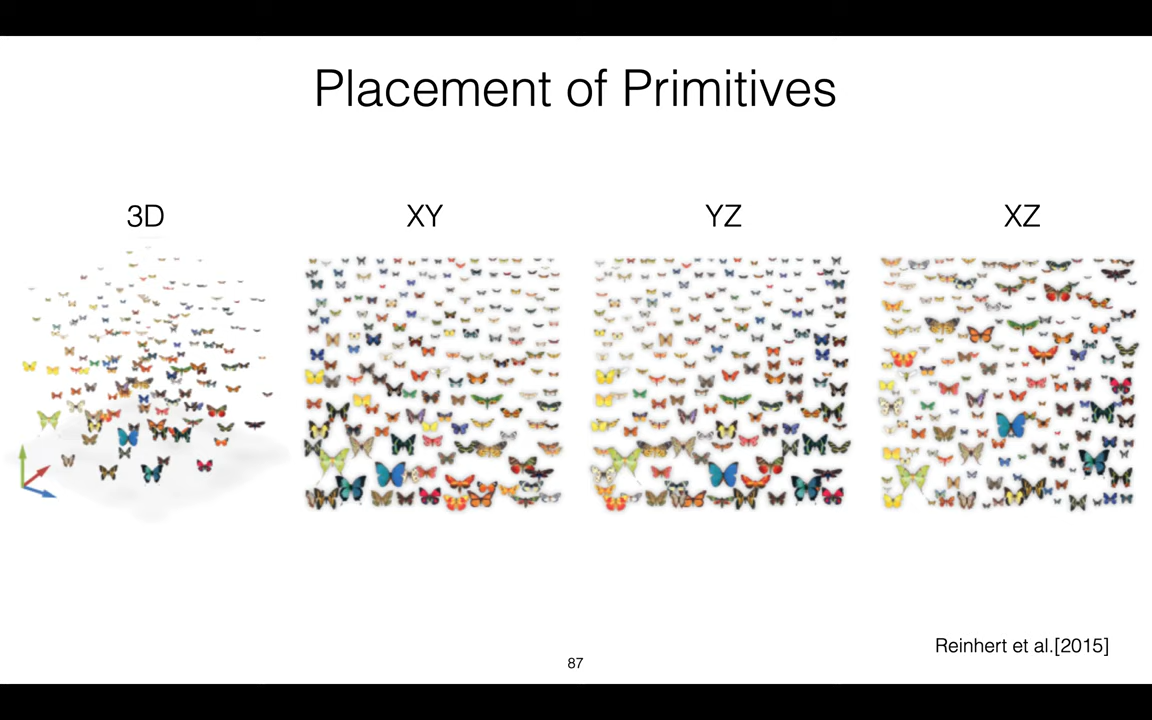 Placement of Primitives
3D
XY
YZ
XZ
Reinhert et al.[2015]
87